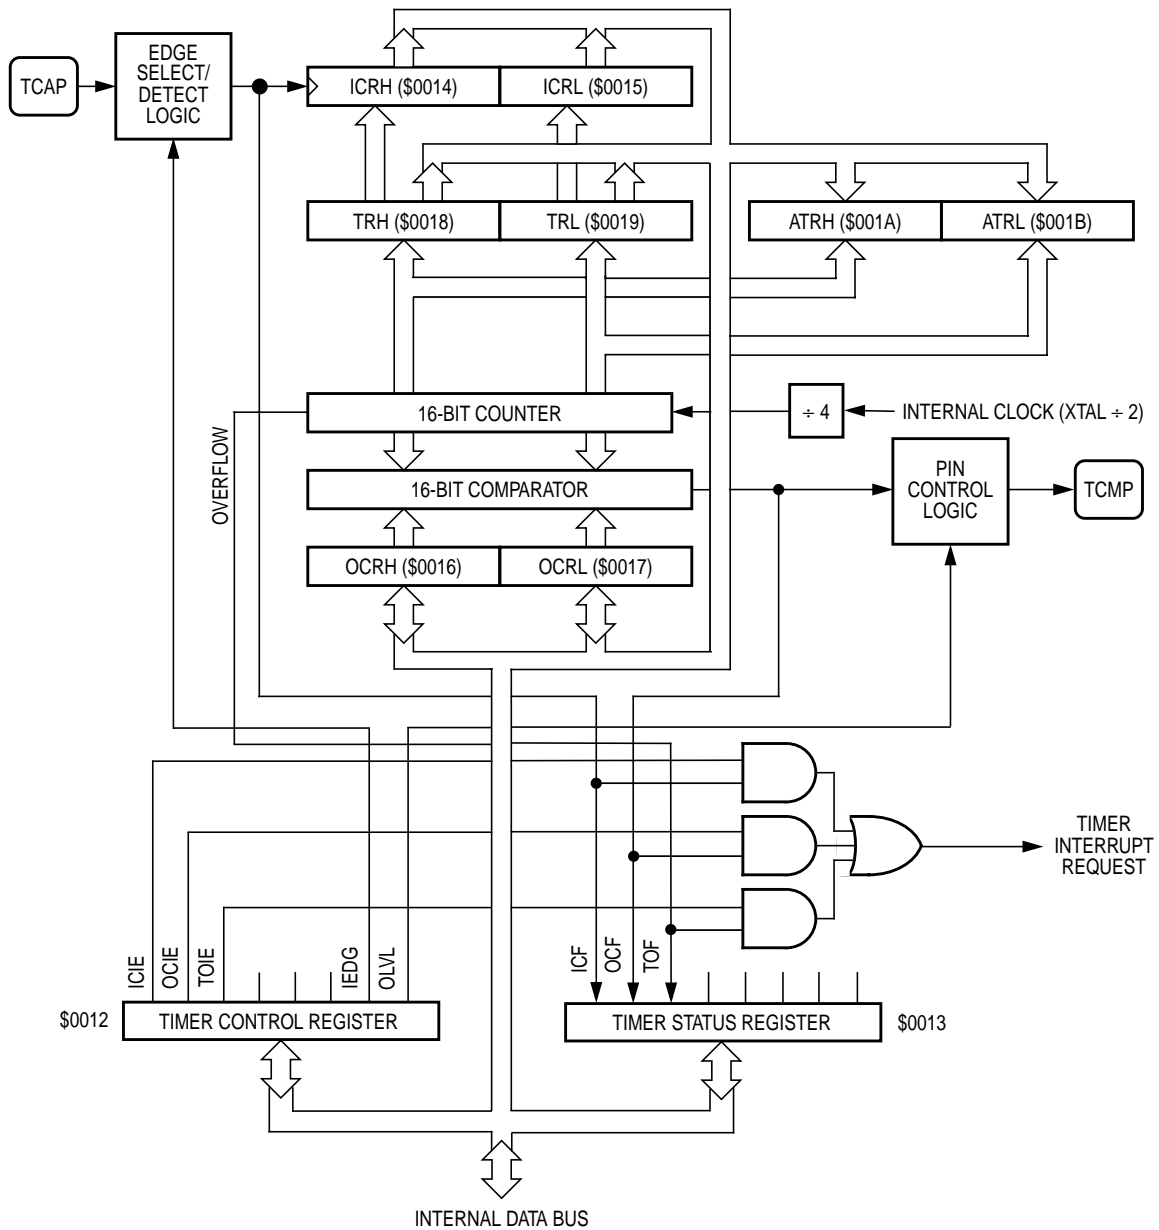 EDGE
SELECT/
DETECT
LOGIC
TCAP
ICRH ($0014)
ICRL ($0015)
TRH ($0018)
TRL ($0019)
ATRH ($001A)
ATRL ($001B)
16-BIT COUNTER
÷ 4
INTERNAL CLOCK (XTAL ÷ 2)
OVERFLOW
16-BIT COMPARATOR
PIN
CONTROL
LOGIC
TCMP
OCRH ($0016)
OCRL ($0017)
TIMER
INTERRUPT
REQUEST
ICIE
OCIE
TOIE
IEDG
OLVL
ICF
OCF
TOF
$0012
TIMER CONTROL REGISTER
TIMER STATUS REGISTER
$0013
INTERNAL DATA BUS